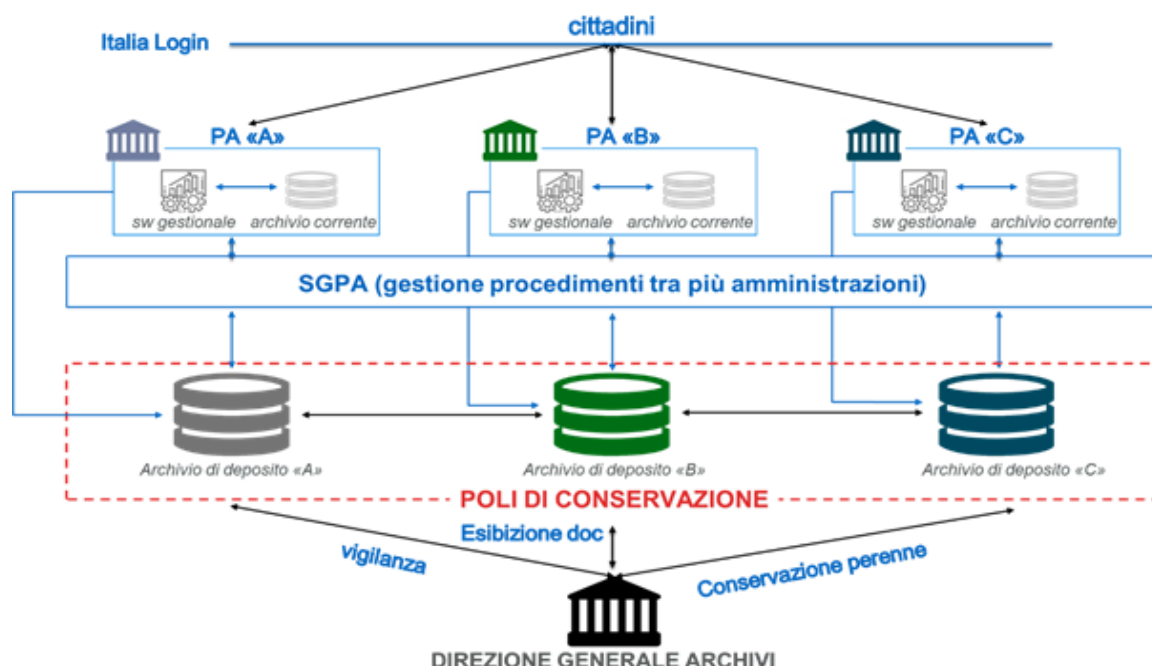 cittadini
Italia Login
PA «A»
PA «B»
PA «C»
sw gestionale
archivio corrente
sw gestionale
archivio corrente
sw gestionale
archivio corrente
SGPA (gestione procedimenti tra più amministrazioni)
Archivio di deposito «A»
Archivio di deposito «B»
Archivio di deposito «C»
POLI DI CONSERVAZIONE
Esibizione doc
vigilanza
Conservazione perenne
DIREZIONE GENERALE ARCHIVI